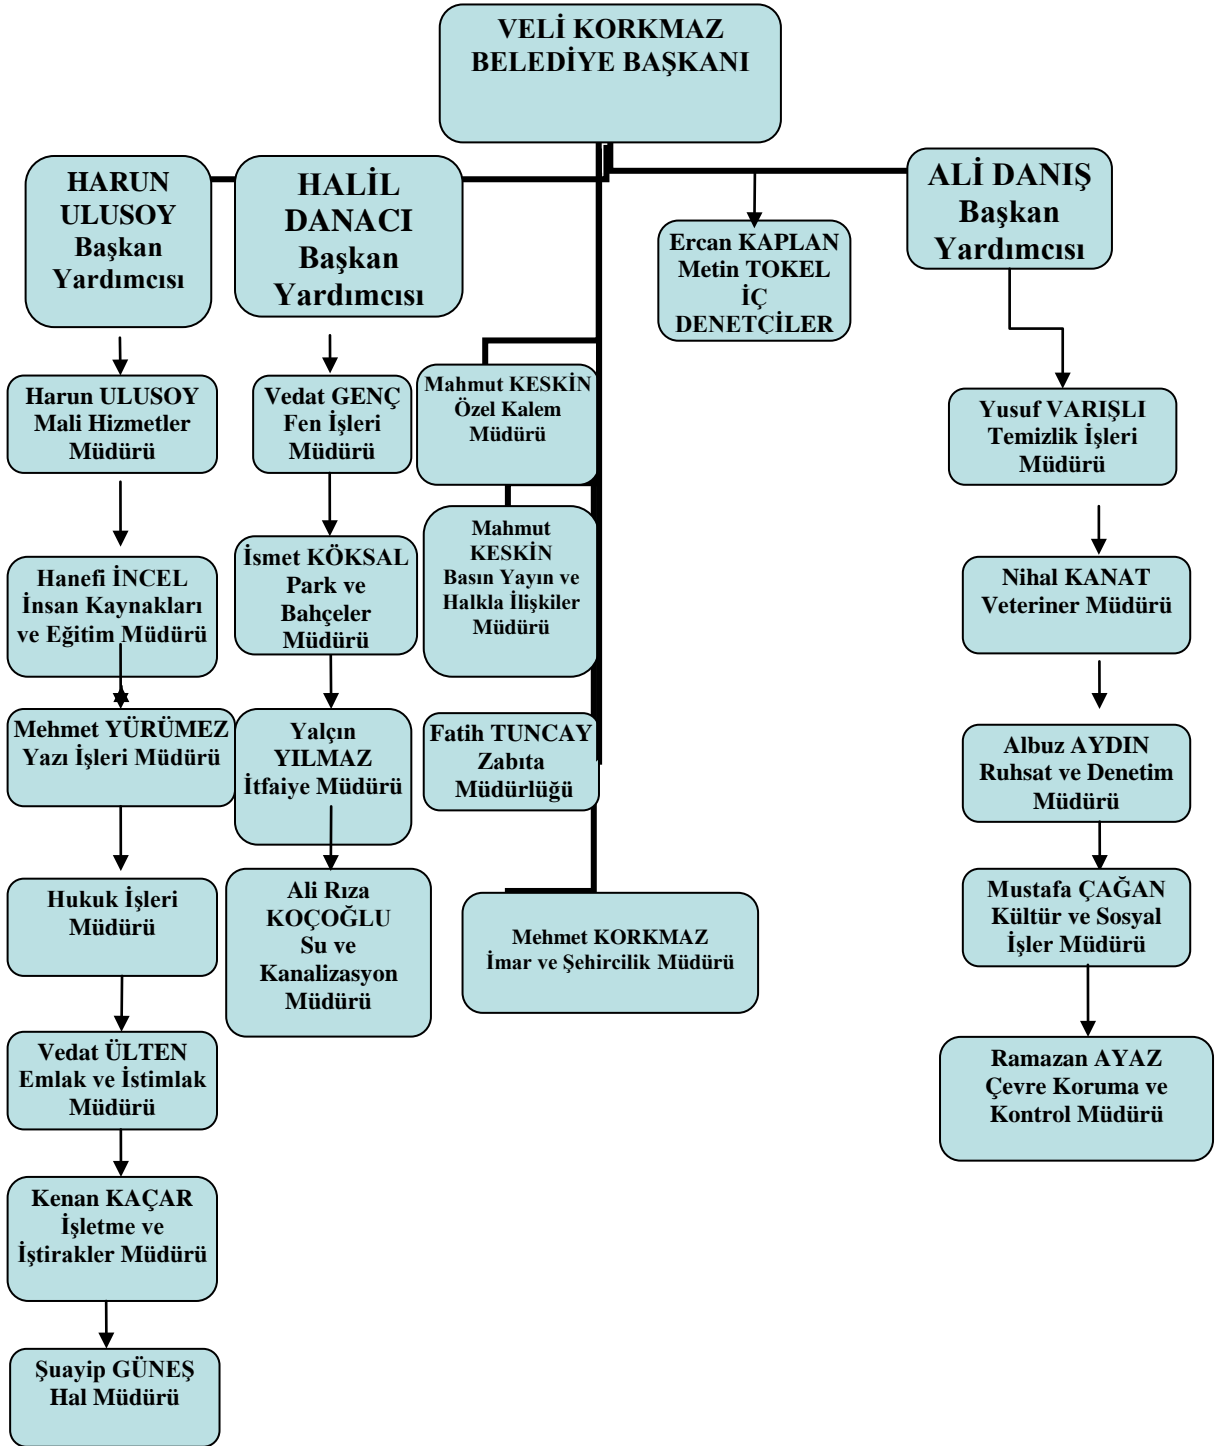 VELİ KORKMAZ
BELEDİYE BAŞKANI
HARUN
ULUSOY
Başkan
Yardımcısı
HALİL
DANACI
Başkan
Yardımcısı
Ercan KAPLAN
Metin TOKEL
İÇ
DENETÇİLER
ALİ DANIŞ
Başkan
Yardımcısı
Harun ULUSOY
Mali Hizmetler
Müdürü
Hanefi İNCEL
İnsan Kaynakları
ve Eğitim Müdürü
Mehmet YÜRÜMEZ
Yazı İşleri Müdürü
Hukuk İşleri
Müdürü
Vedat ÜLTEN
Emlak ve İstimlak
Müdürü
Kenan KAÇAR
İşletme ve
İştirakler Müdürü
Şuayip GÜNEŞ
Hal Müdürü
Vedat GENÇ
Fen İşleri
Müdürü
İsmet KÖKSAL
Park ve
Bahçeler
Müdürü
Yalçın
YILMAZ
İtfaiye Müdürü
Ali Rıza
KOÇOĞLU
Su ve
Kanalizasyon
Müdürü
Mahmut KESKİN
Özel Kalem
Müdürü
Mahmut
KESKİN
Basın Yayın ve
Halkla İlişkiler
Müdürü
Fatih TUNCAY
Zabıta
Müdürlüğü
Mehmet KORKMAZ
İmar ve Şehircilik Müdürü
Yusuf VARIŞLI
Temizlik İşleri
Müdürü
Nihal KANAT
Veteriner Müdürü
Albuz AYDIN
Ruhsat ve Denetim
Müdürü
Mustafa ÇAĞAN
Kültür ve Sosyal
İşler Müdürü
Ramazan AYAZ
Çevre Koruma ve
Kontrol Müdürü